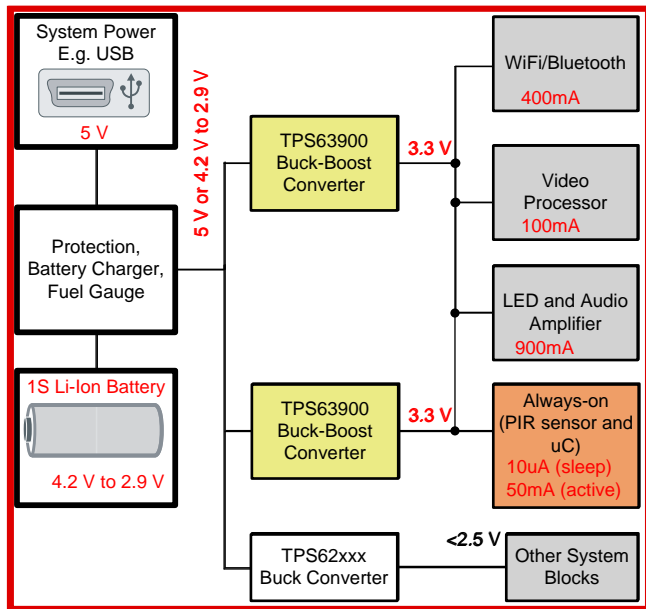 System Power
E.g. USB
5 V
Protection,
Battery Charger,
Fuel Gauge
1S Li-Ion Battery
4.2 V to 2.9 V
5 V or 4.2 V to 2.9 V
TPS63900
Buck-Boost
Converter
3.3 V
TPS63900
Buck-Boost
Converter
3.3 V
TPS62xxx
Buck Converter
<2.5 V
WiFi/Bluetooth
400mA
Video
Processor
100mA
LED and Audio
Amplifier
900mA
Always-on
(PIR sensor and
uC)
10uA (sleep)
50mA (active)
Other System
Blocks